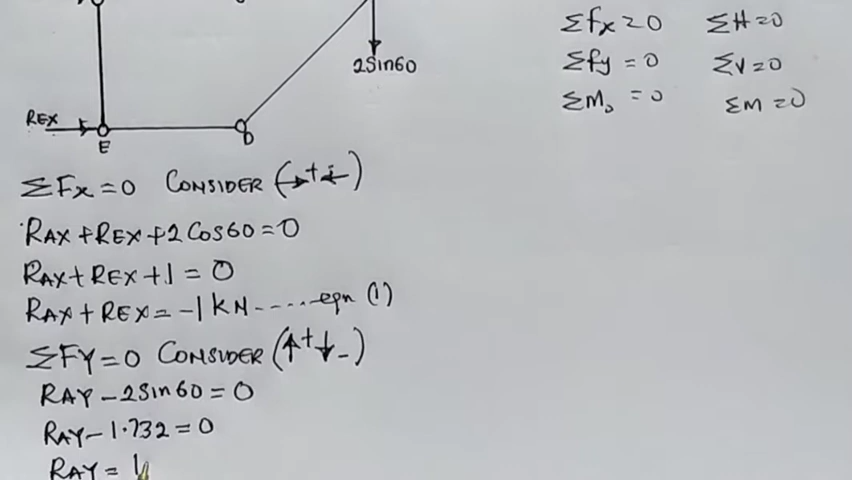 Σfx = 0 ΣH = 0
Σfy = 0 ΣV = 0
ΣMo = 0 ΣM = 0
2Sin60
REX
E
ΣFx = 0 CONSIDER (→+ ←-)
RAX + REX + 2 Cos60 = 0
RAX + REX + 1 = 0
RAX + REX = -1 KN ------eqn (1)
ΣFY = 0 CONSIDER (↑+ ↓-)
RAY - 2Sin60 = 0
RAY - 1.732 = 0
RAY = 1